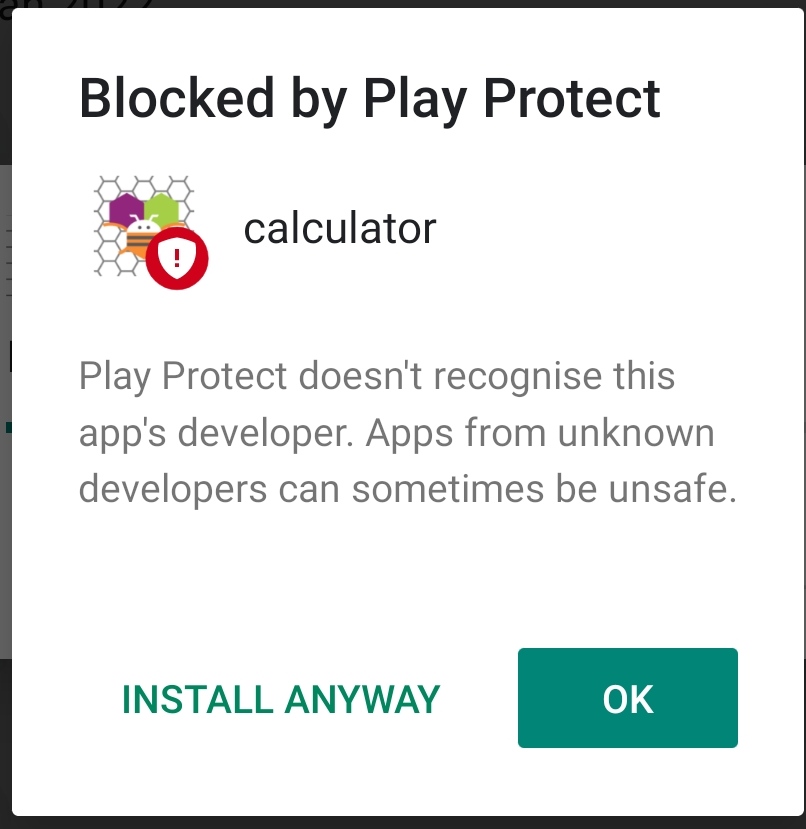 Blocked by Play Protect
calculator
Play Protect doesn't recognise this
app's developer. Apps from unknown
developers can sometimes be unsafe.
INSTALL ANYWAY
OK